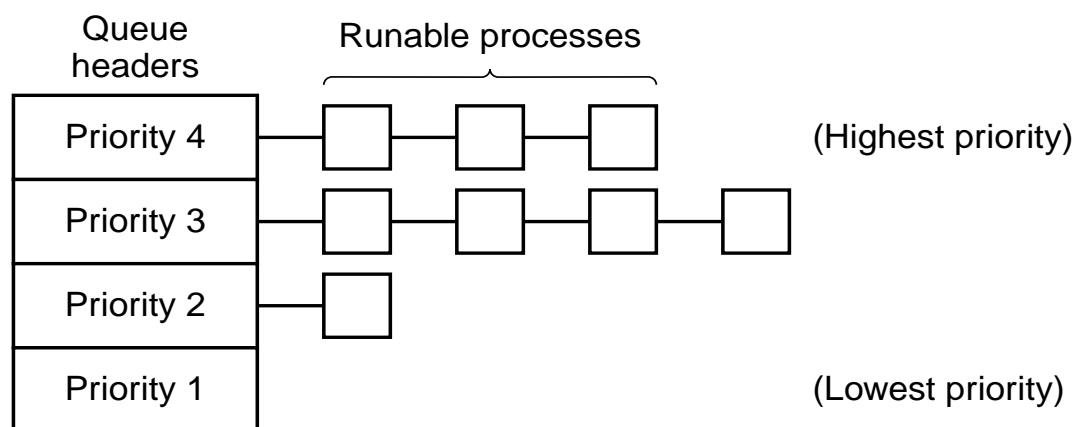 Queue
headers
Runable processes
Priority 4
(Highest priority)
Priority 3
Priority 2
Priority 1
(Lowest priority)